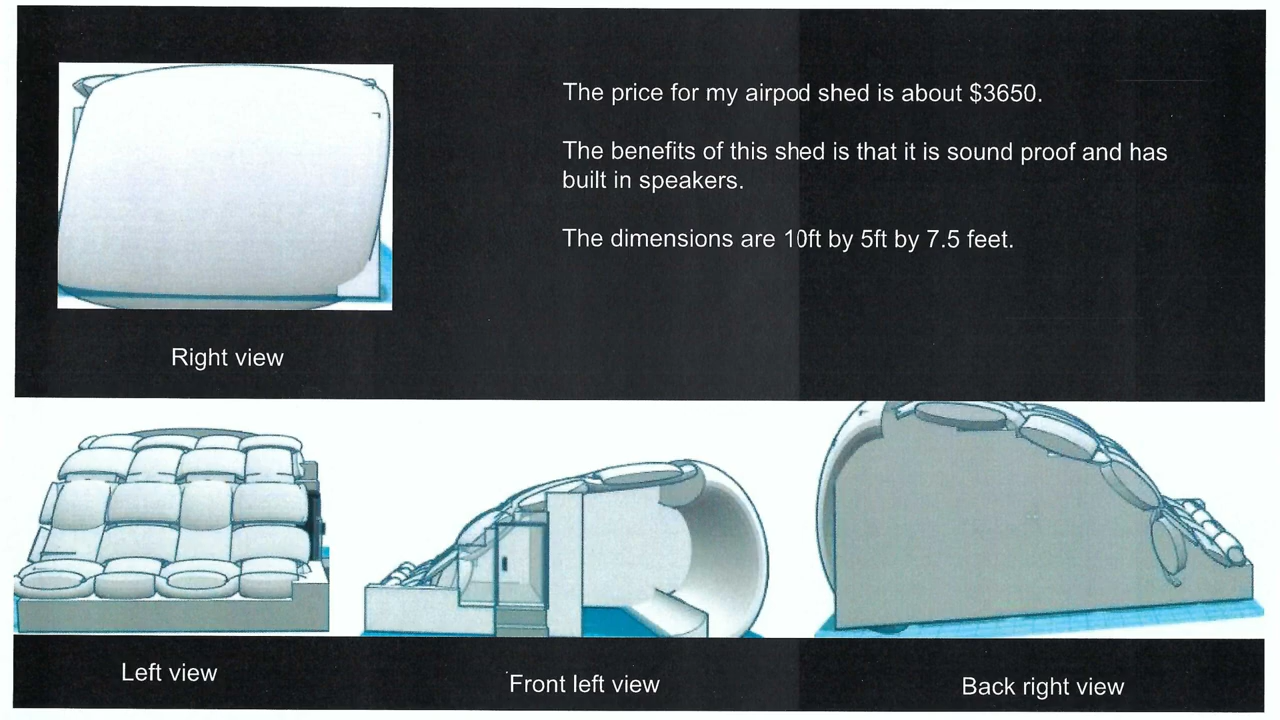 The price for my airpod shed is about $3650.
The benefits of this shed is that it is sound proof and has
built in speakers.
The dimensions are 10ft by 5ft by 7.5 feet.
Right view
Left view
Front left view
Back right view